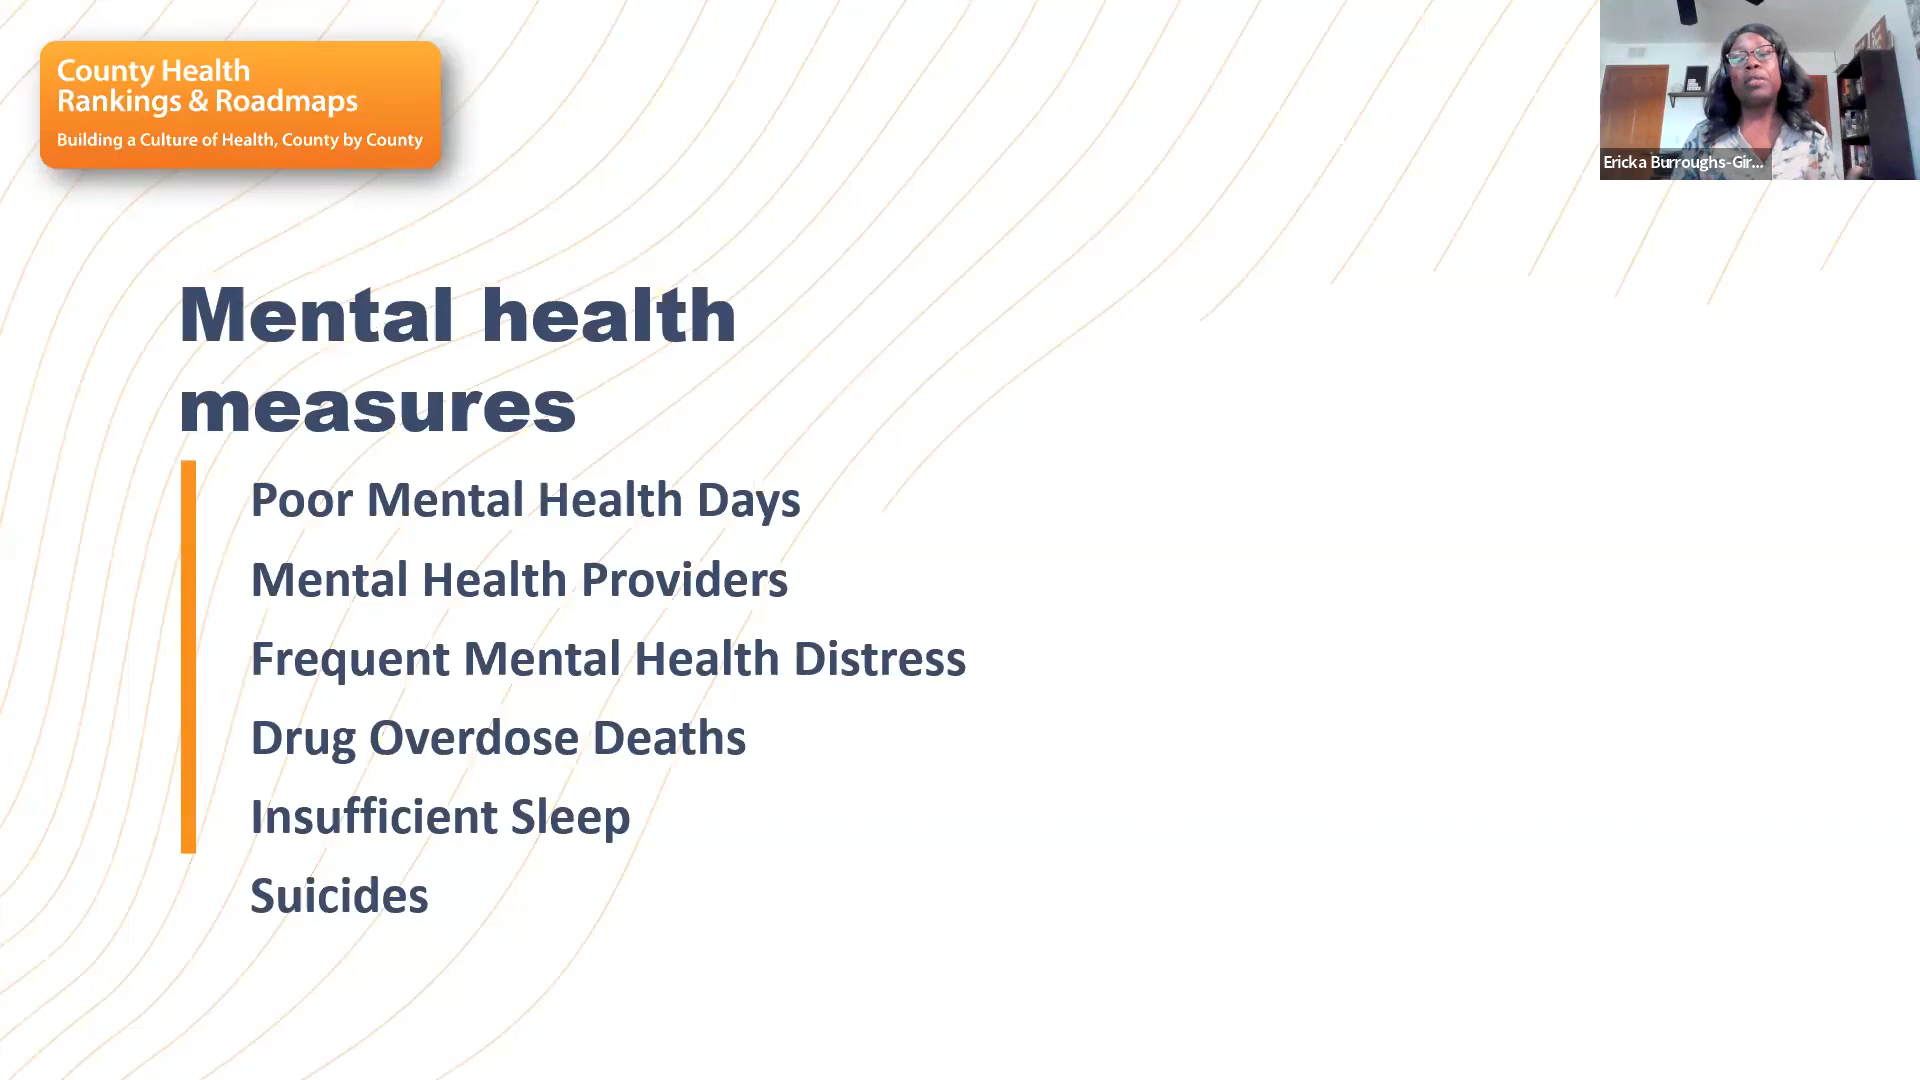 County Health
Rankings & Roadmaps
Building a Culture of Health, County by County
Ericka Burroughs-Gir...
Mental health
measures
Poor Mental Health Days
Mental Health Providers
Frequent Mental Health Distress
Drug Overdose Deaths
Insufficient Sleep
Suicides